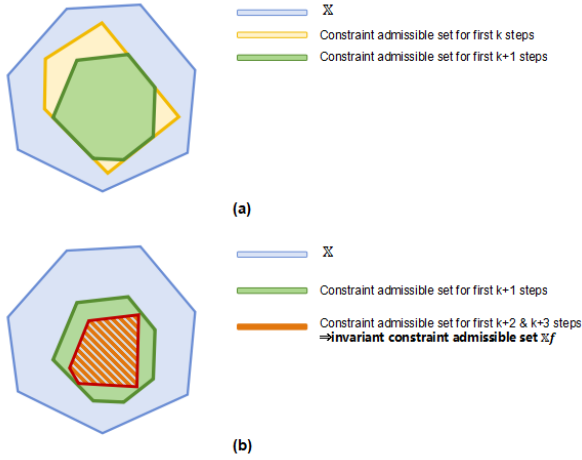 𝕏
Constraint admissible set for first k steps
Constraint admissible set for first k+1 steps
(a)
𝕏
Constraint admissible set for first k+1 steps
Constraint admissible set for first k+2 & k+3 steps
⇒invariant constraint admissible set 𝕏f
(b)